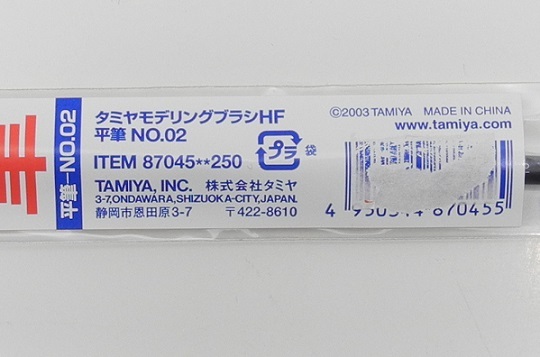 平筆-NO.02
タミヤモデリングブラシHF
平筆 NO.02
プラ 袋
ITEM 87045**250
TAMIYA, INC. 株式会社タミヤ
3-7,ONDAWARA,SHIZUOKA-CITY,JAPAN.
静岡市恩田原3-7 〒422-8610
©2003 TAMIYA MADE IN CHINA
www.tamiya.com
4 950344 870455